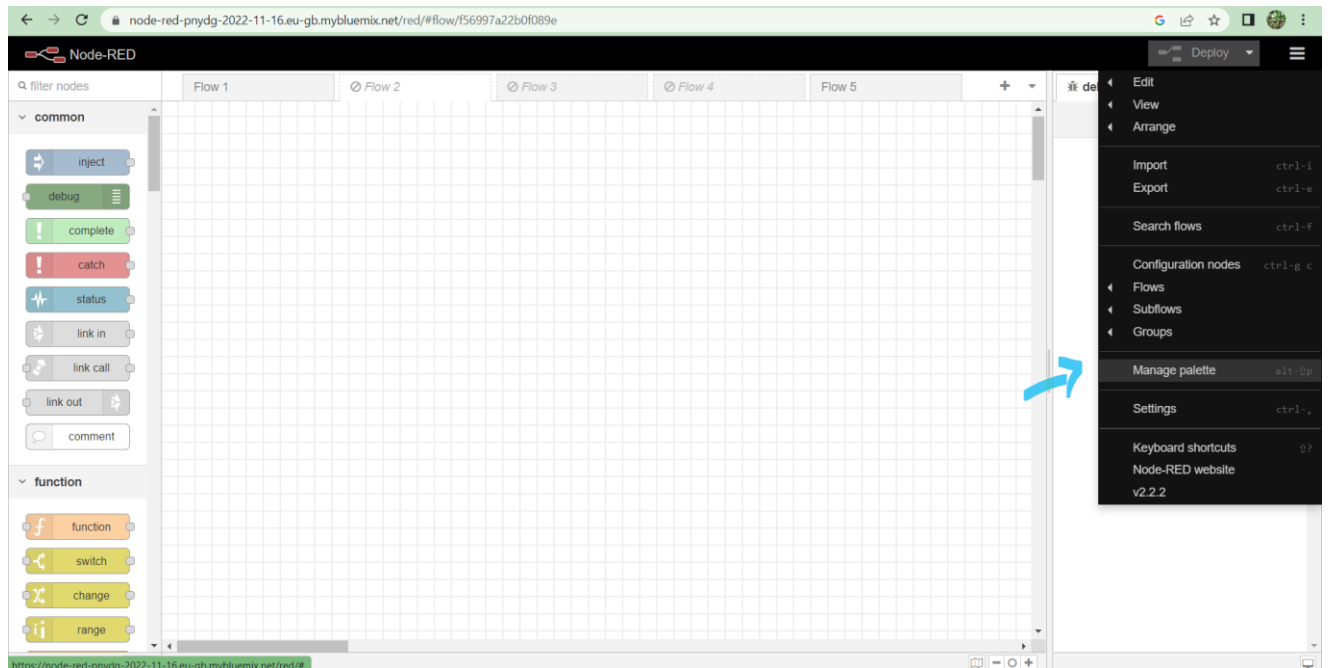 node-red-pnydg-2022-11-16.eu-gb.mybluemix.net/red/#flow/f56997a22b0f089e
Node-RED
Deploy
filter nodes
Flow 1
Flow 2
Flow 3
Flow 4
Flow 5
common
inject
debug
complete
catch
status
link in
link call
link out
comment
function
function
switch
change
range
Edit
View
Arrange
Import ctrl-i
Export ctrl-e
Search flows ctrl-f
Configuration nodes ctrl-g c
Flows
Subflows
Groups
Manage palette alt-⇧p
Settings ctrl-,
Keyboard shortcuts ⇧?
Node-RED website
v2.2.2
https://node-red-pnydg-2022-11-16.eu-gb.mybluemix.net/red/#